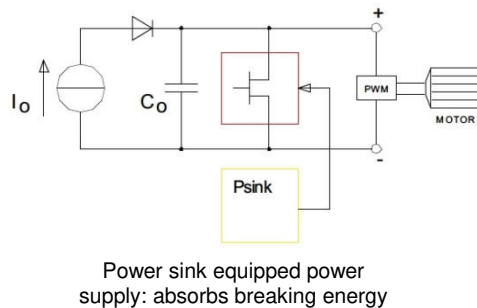 +
Io
Co
PWM
MOTOR
-
Psink
Power sink equipped power
supply: absorbs breaking energy